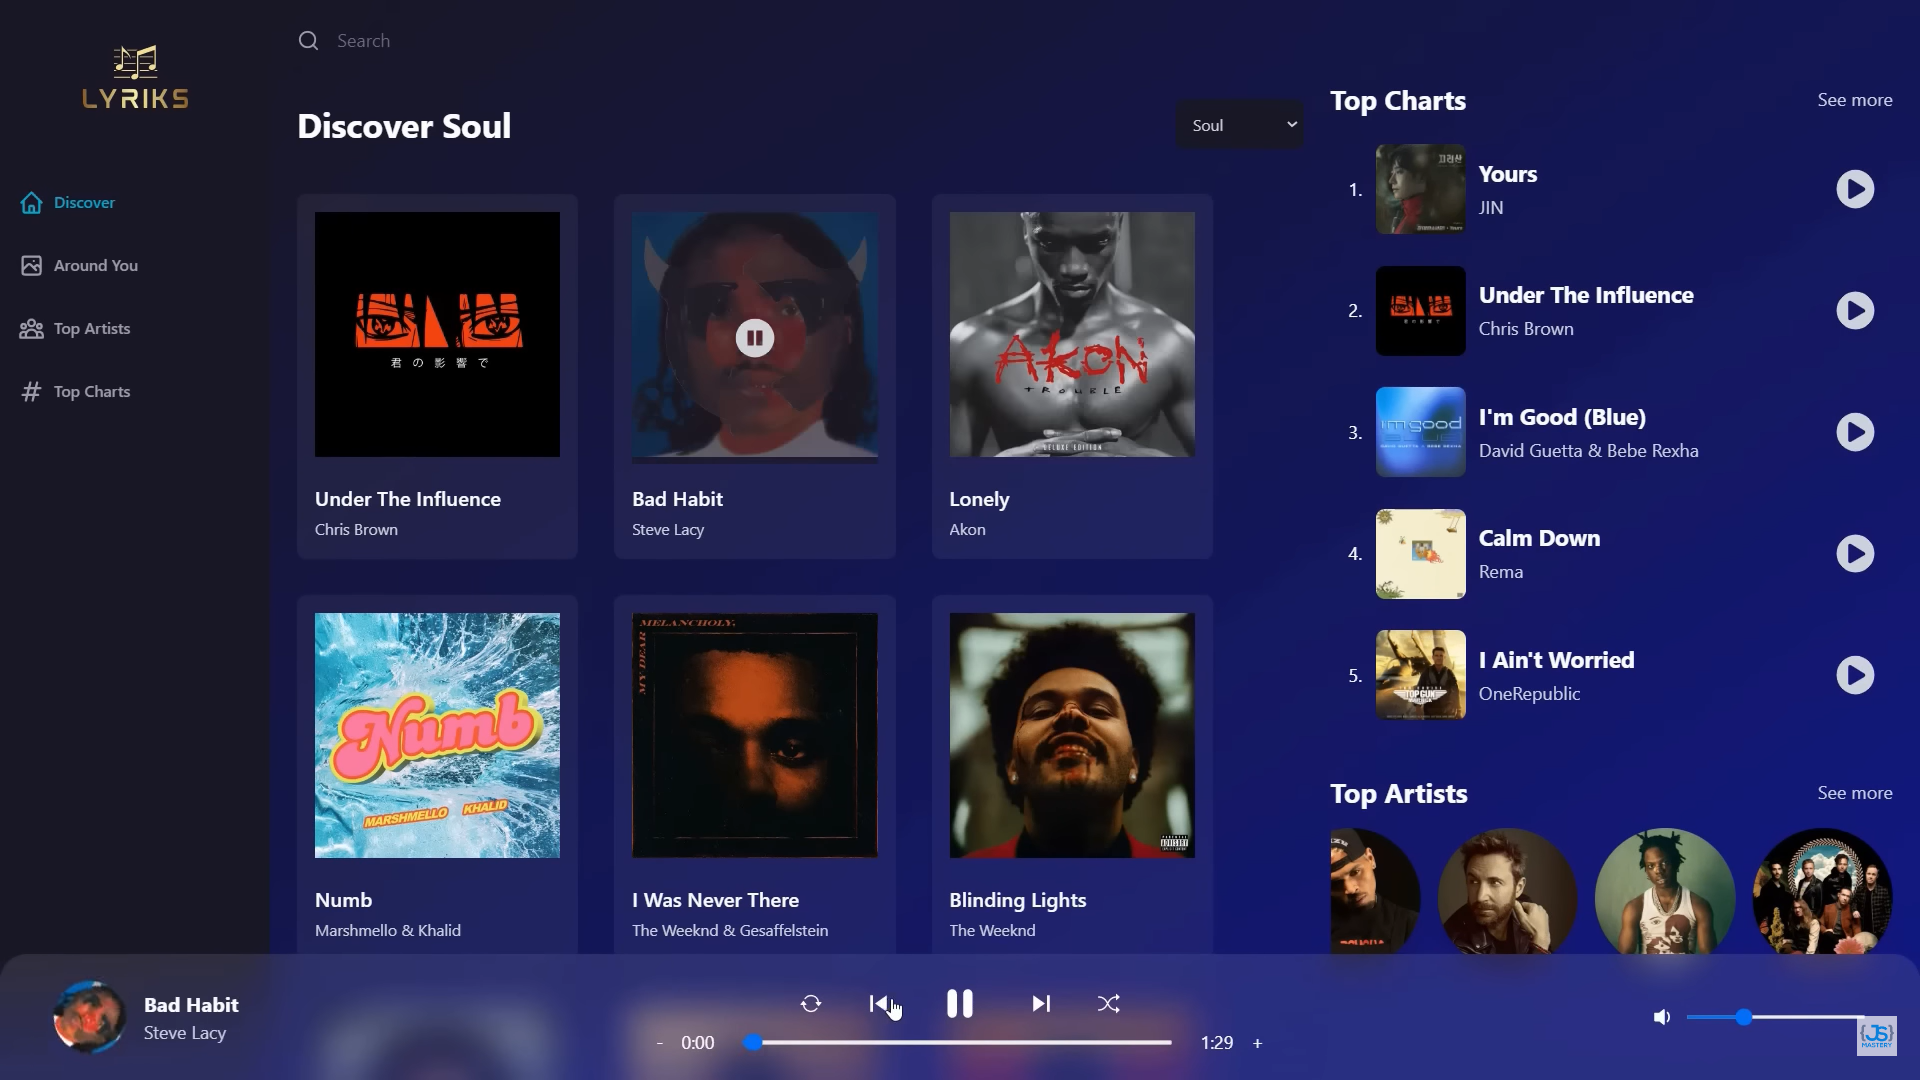 LYRIKS
Search
Discover
Around You
Top Artists
Top Charts
Discover Soul
Soul
君の影響で
Under The Influence
Chris Brown
Bad Habit
Steve Lacy
AKON
TROUBLE
DELUXE EDITION
Lonely
Akon
Numb
MARSHMELLO KHALID
Numb
Marshmello & Khalid
MELANCHOLY,
MY DEAR
I Was Never There
The Weeknd & Gesaffelstein
Blinding Lights
The Weeknd
Top Charts
See more
1.
Yours
JIN
2.
Under The Influence
Chris Brown
3.
I'm good
I'm Good (Blue)
David Guetta & Bebe Rexha
4.
Calm Down
Rema
5.
TOP GUN
I Ain't Worried
OneRepublic
Top Artists
See more
Bad Habit
Steve Lacy
- 0:00
1:29 +
{JS}
MASTERY